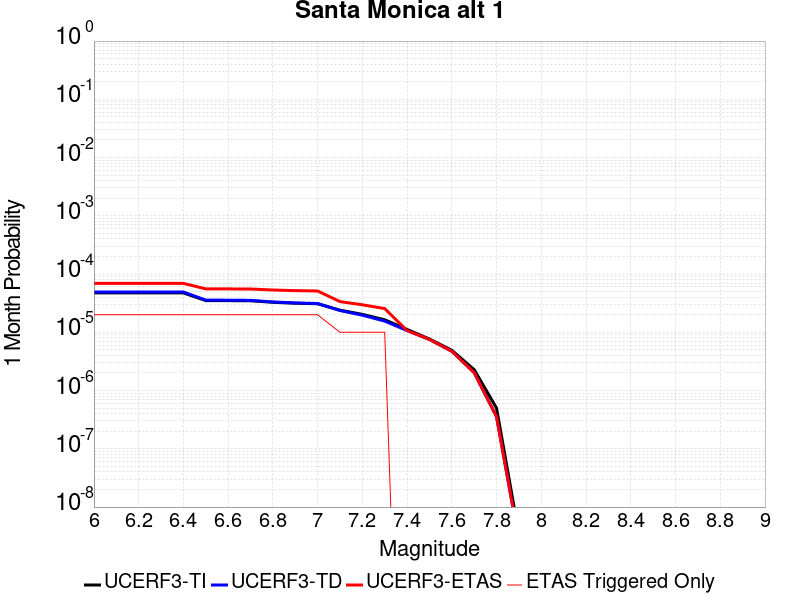 Santa Monica alt 1
10^0
10^-1
10^-2
10^-3
10^-4
10^-5
10^-6
10^-7
10^-8
1 Month Probability
6 6.2 6.4 6.6 6.8 7 7.2 7.4 7.6 7.8 8 8.2 8.4 8.6 8.8 9
Magnitude
UCERF3-TI UCERF3-TD UCERF3-ETAS ETAS Triggered Only